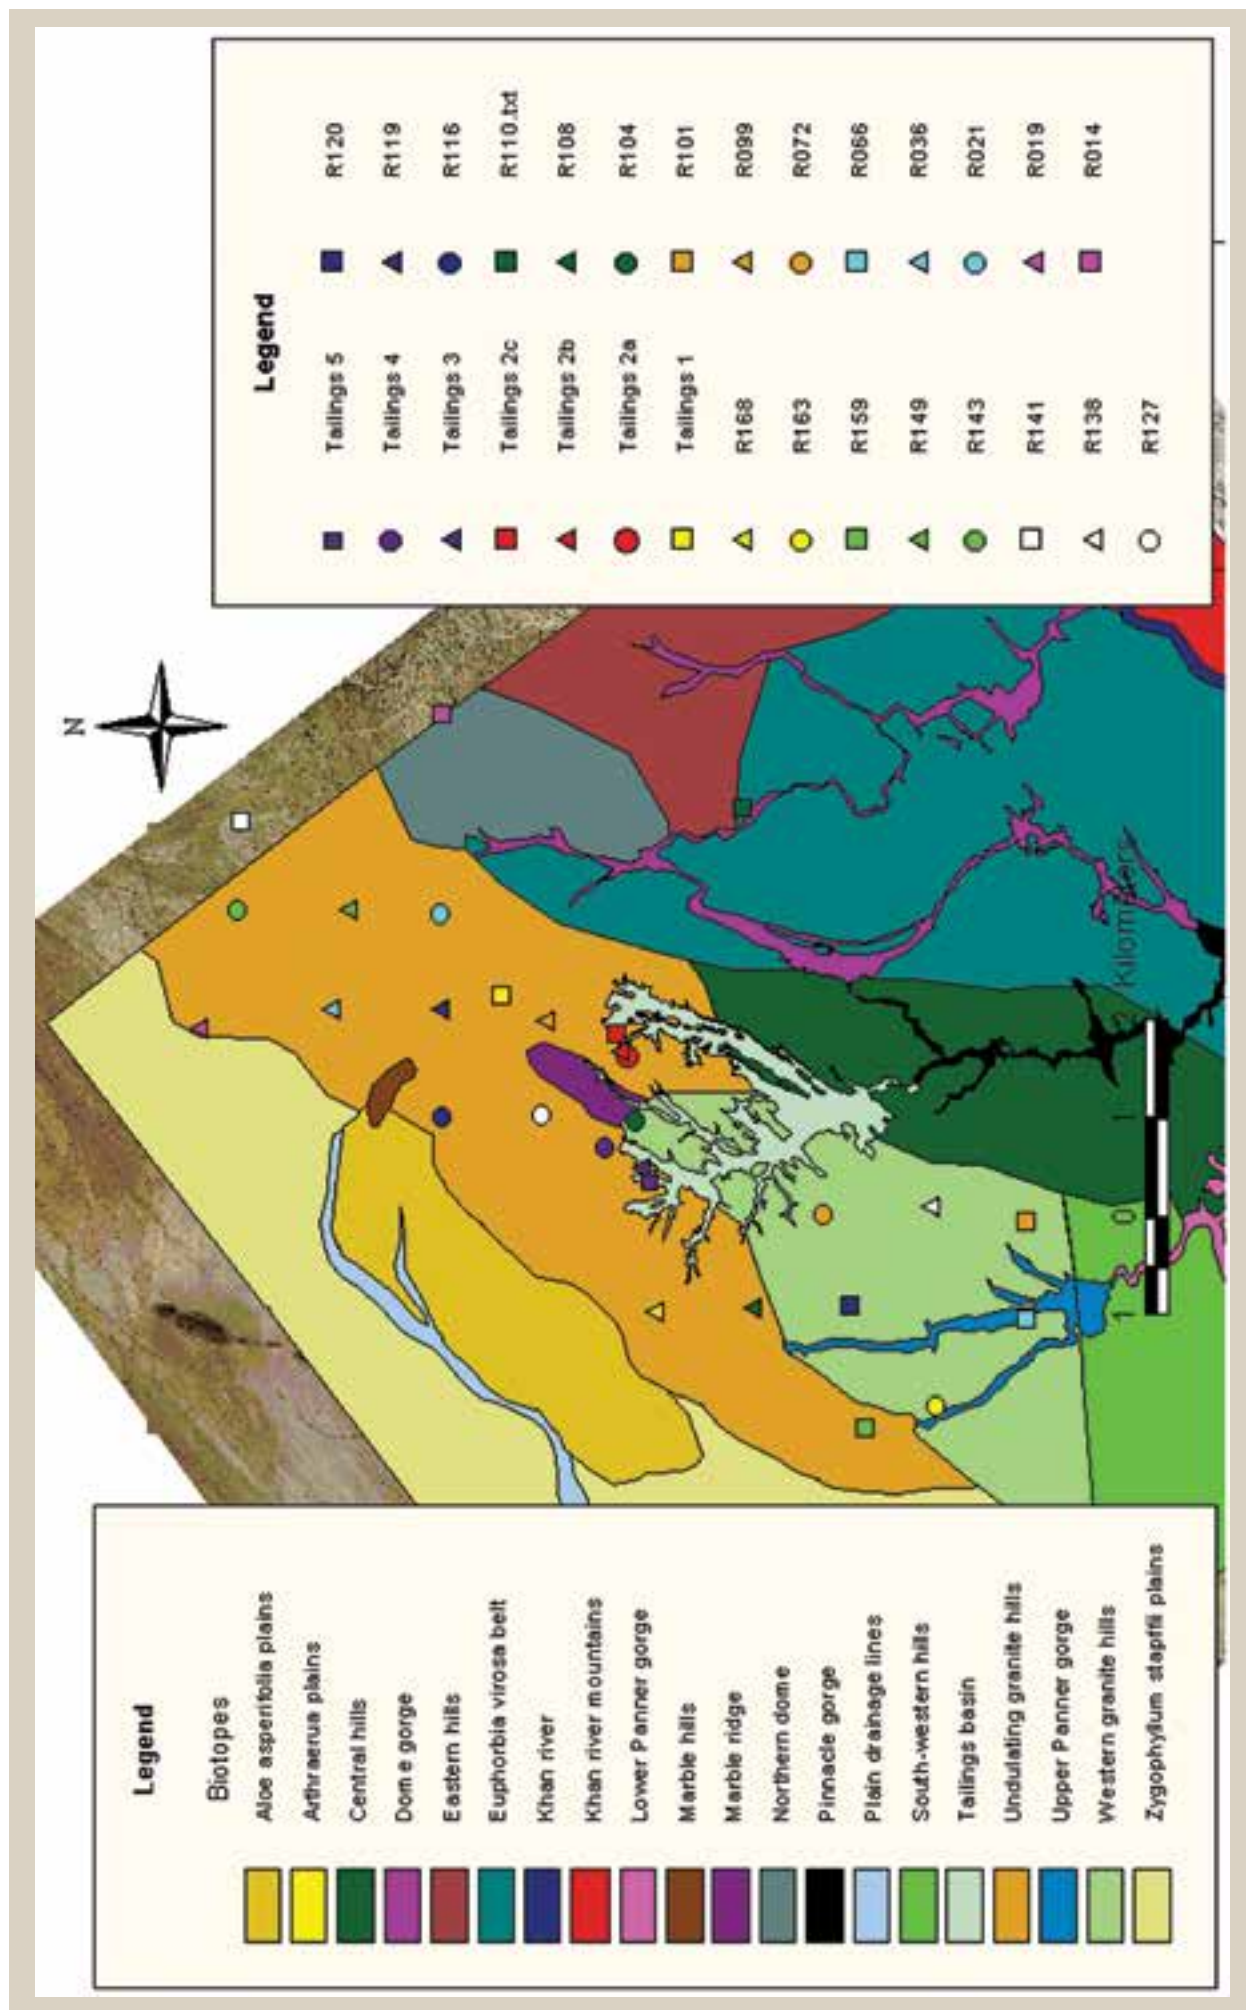 Legend
Biotopes
Aloe asperifolia plains
Arthraerua plains
Central hills
Dome gorge
Eastern hills
Euphorbia virosa belt
Khan river
Khan river mountains
Lower Panner gorge
Marble hills
Marble ridge
Northern dome
Pinnacle gorge
Plain drainage lines
South-western hills
Tailings basin
Undulating granite hills
Upper Panner gorge
Western granite hills
Zygophyllum stapffii plains
N
1 0 1 2 Kilometers
Legend
Tailings 5 R120
Tailings 4 R119
Tailings 3 R116
Tailings 2c R110.txt
Tailings 2b R108
Tailings 2a R104
Tailings 1 R101
R168 R099
R163 R072
R159 R066
R149 R036
R143 R021
R141 R019
R138 R014
R127